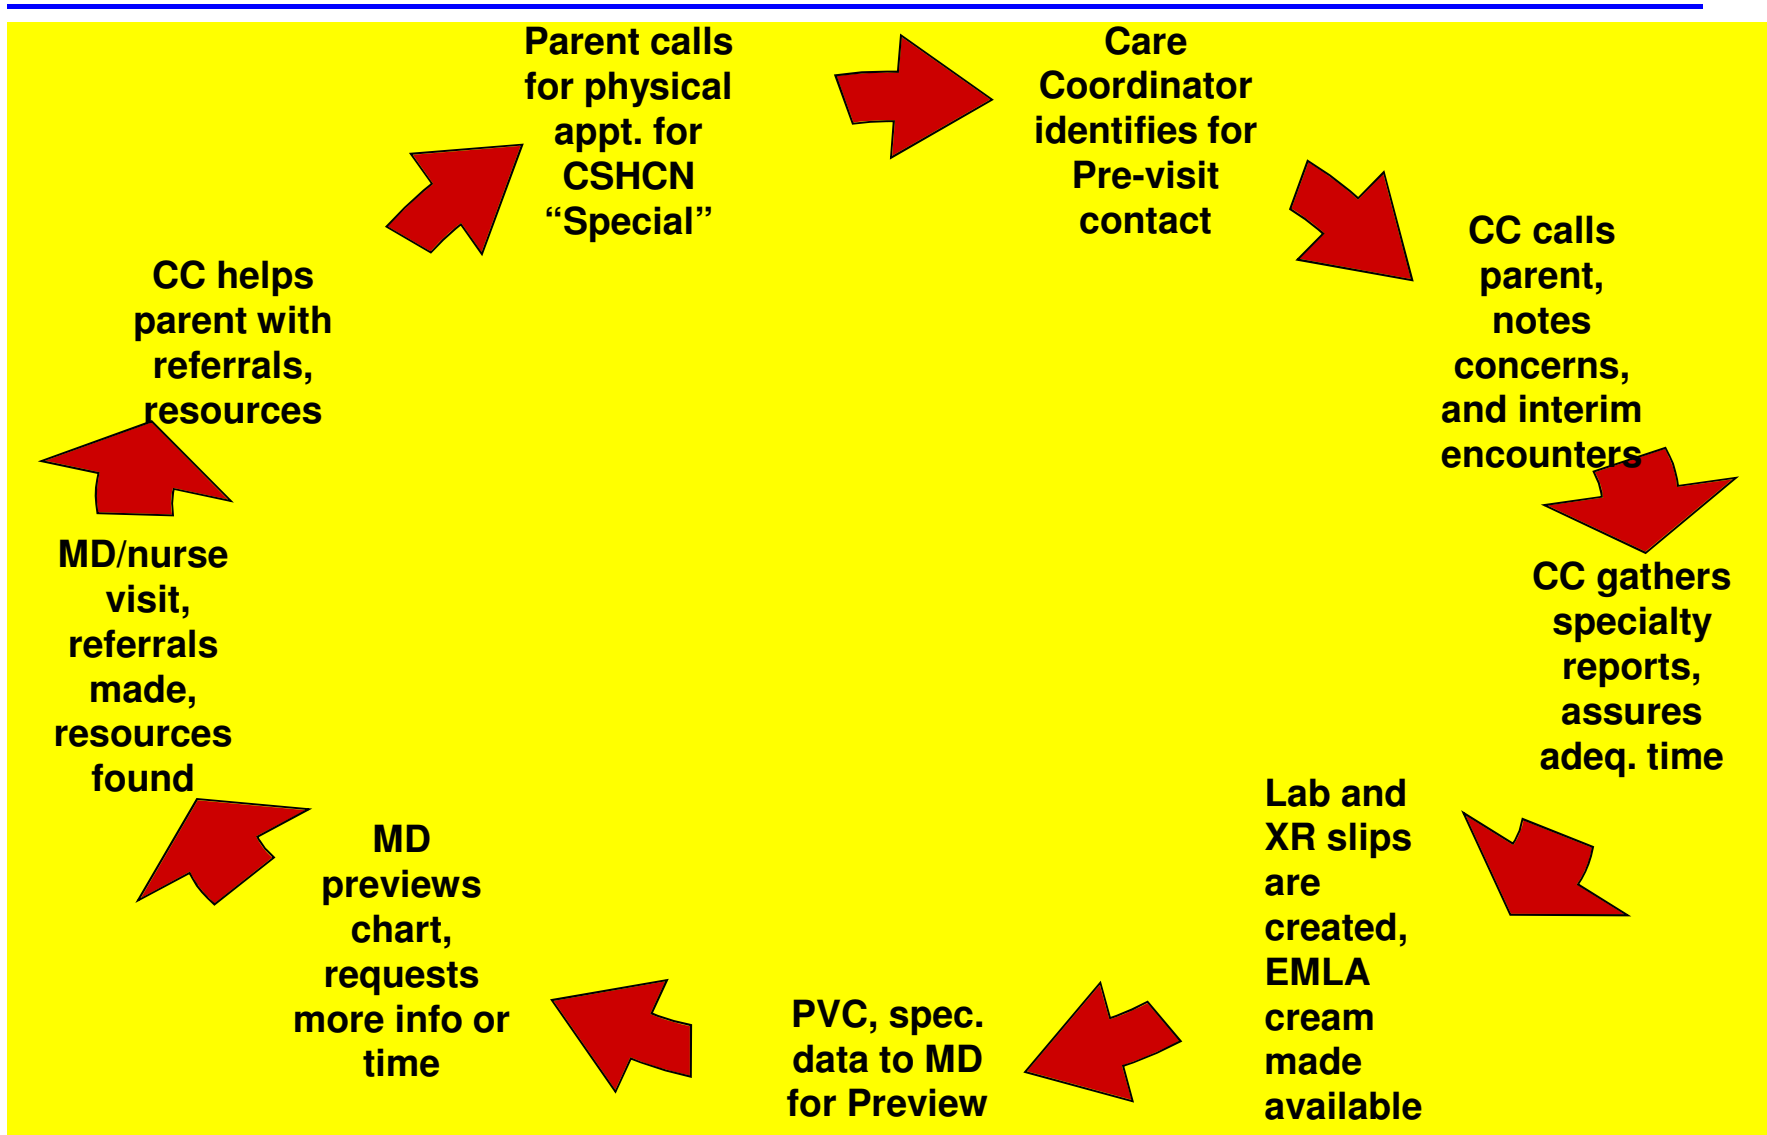 Parent calls
for physical
appt. for
CSHCN
“Special”
Care
Coordinator
identifies for
Pre-visit
contact
CC calls
parent,
notes
concerns,
and interim
encounters
CC gathers
specialty
reports,
assures
adeq. time
Lab and
XR slips
are
created,
EMLA
cream
made
available
PVC, spec.
data to MD
for Preview
MD
previews
chart,
requests
more info or
time
MD/nurse
visit,
referrals
made,
resources
found
CC helps
parent with
referrals,
resources